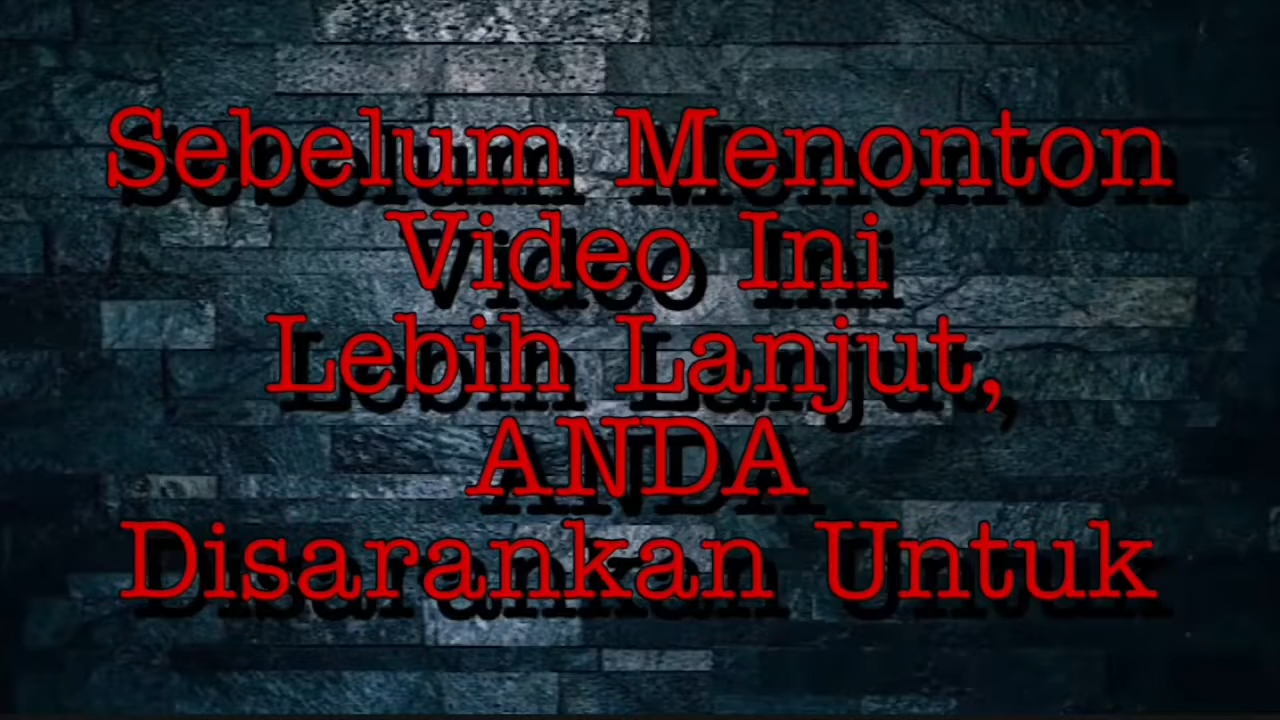 Sebelum Menonton
Video Ini
Lebih Lanjut,
ANDA
Disarankan Untuk